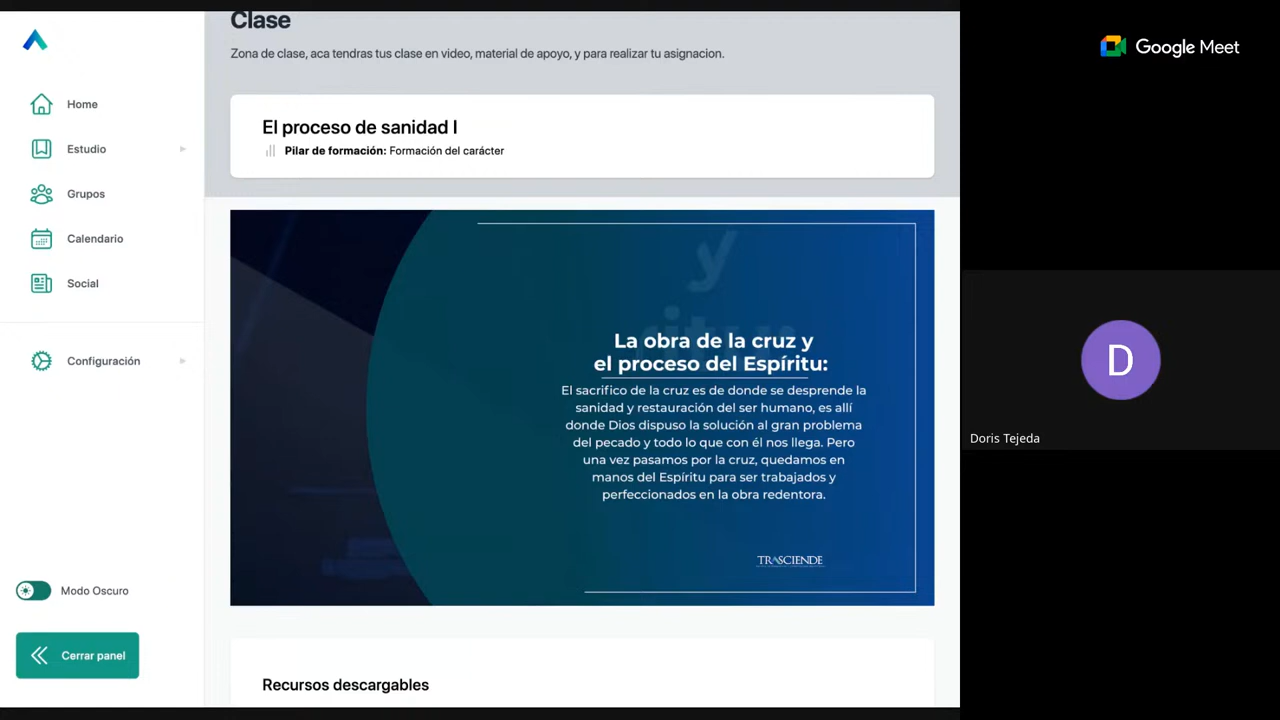 Clase
Zona de clase, aca tendras tus clase en video, material de apoyo, y para realizar tu asignacion.
Home
Estudio
Grupos
Calendario
Social
Configuración
Modo Oscuro
Cerrar panel
El proceso de sanidad I
Pilar de formación: Formación del carácter
y
La obra de la cruz y
el proceso del Espíritu:
El sacrifico de la cruz es de donde se desprende la
sanidad y restauración del ser humano, es allí
donde Dios dispuso la solución al gran problema
del pecado y todo lo que con él nos llega. Pero
una vez pasamos por la cruz, quedamos en
manos del Espíritu para ser trabajados y
perfeccionados en la obra redentora.
TRASCIENDE
Recursos descargables
Google Meet
D
Doris Tejeda